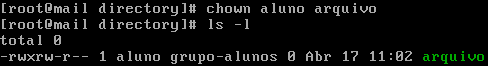 [root@mail directory]# chown aluno arquivo
[root@mail directory]# ls -l
total 0
-rwxrw-r-- 1 aluno grupo-alunos 0 Abr 17 11:02 arquivo